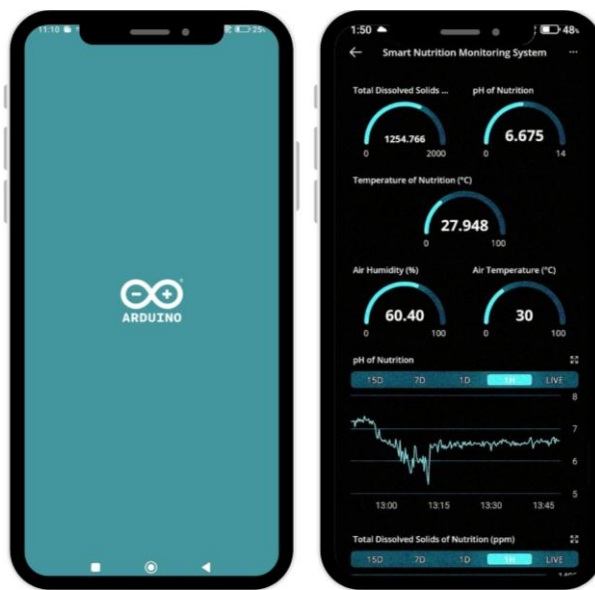 11:10
25%
ARDUINO
1:50
48%
Smart Nutrition Monitoring System
Total Dissolved Solids ...
pH of Nutrition
1254.766
6.675
0
2000
0
14
Temperature of Nutrition (°C)
27.948
0
100
Air Humidity (%)
Air Temperature (°C)
60.40
30
0
100
0
100
pH of Nutrition
15D 7D 1D 1H LIVE
8
7
6
5
13:00 13:15 13:30 13:45
Total Dissolved Solids of Nutrition (ppm)
15D 7D 1D 1H LIVE